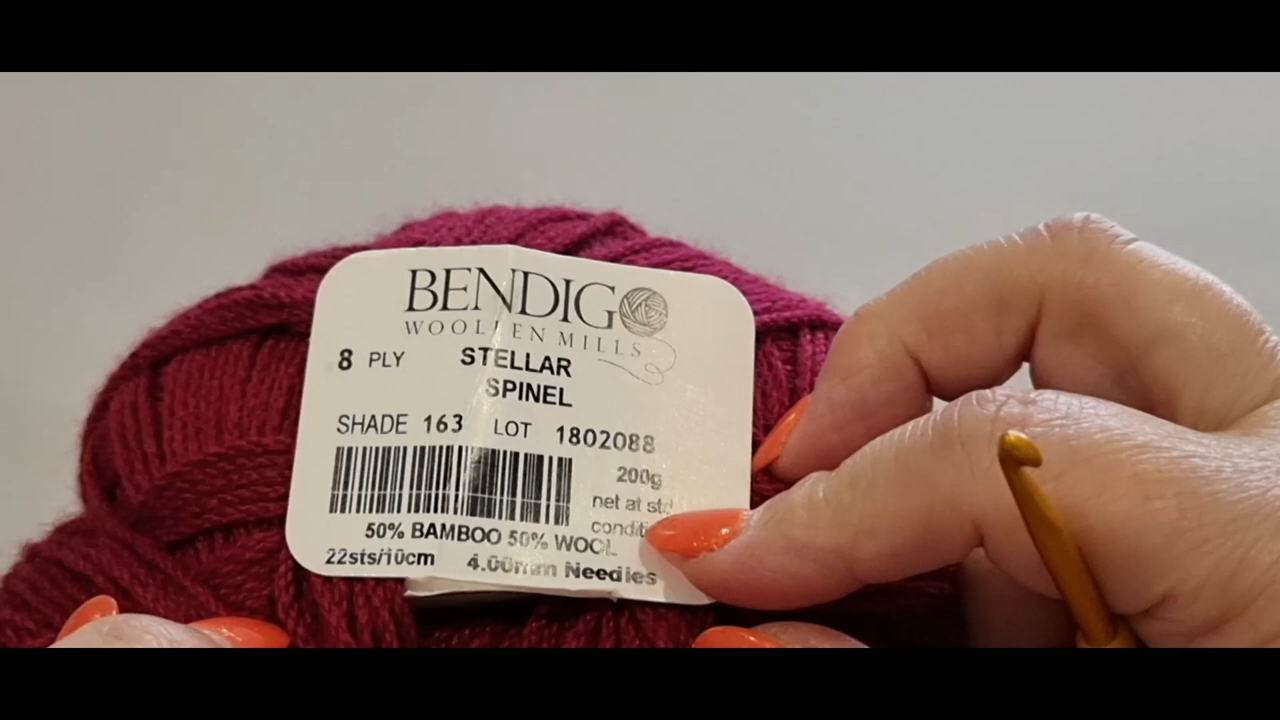 BENDIGO
WOOLLEN MILLS
8 PLY STELLAR
SPINEL
SHADE 163 LOT 1802088
200g
net at std
50% BAMBOO 50% WOOL
22sts/10cm 4.00mm Needles